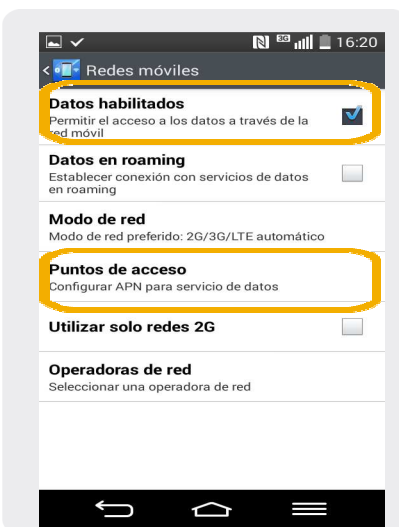 3G 16:20
Redes móviles
Datos habilitados
Permitir el acceso a los datos a través de la
red móvil
Datos en roaming
Establecer conexión con servicios de datos
en roaming
Modo de red
Modo de red preferido: 2G/3G/LTE automático
Puntos de acceso
Configurar APN para servicio de datos
Utilizar solo redes 2G
Operadoras de red
Seleccionar una operadora de red